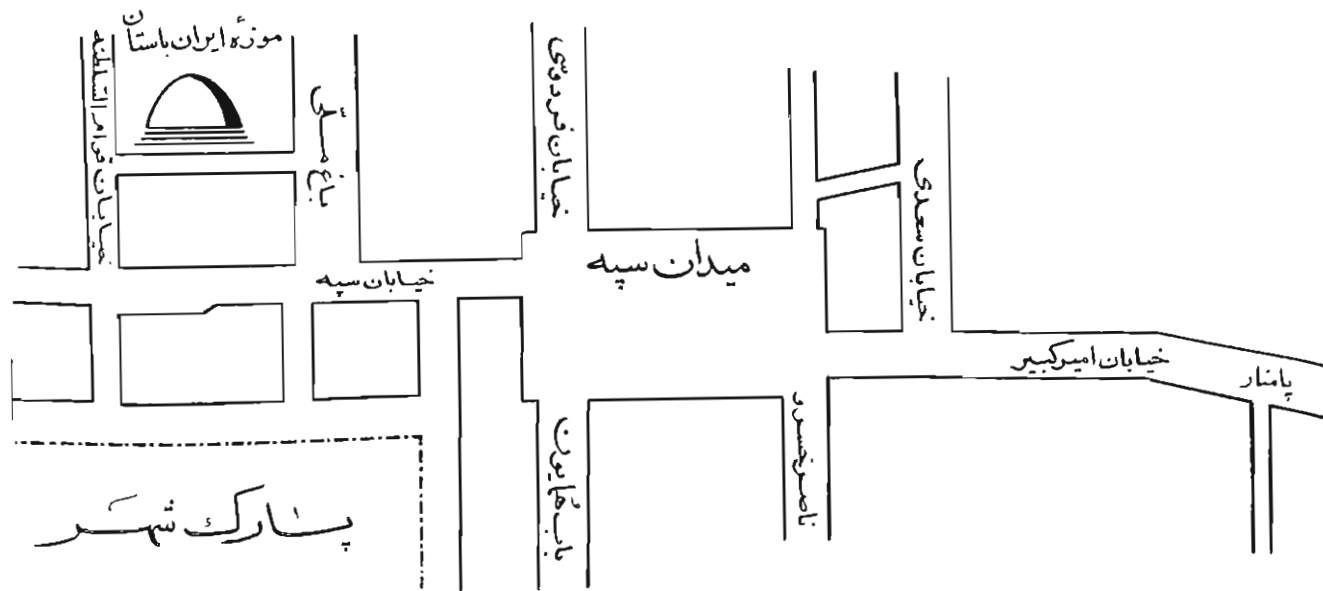 موزهٔ ایران باستان
خیابان قوام السلطنه
باغ ملّی
خیابان فردوسی
خیابان سعدی
میدان سپه
خیابان سپه
خیابان امیرکبیر
پامنار
ناصرخسرو
باب همایون
پارک شهر